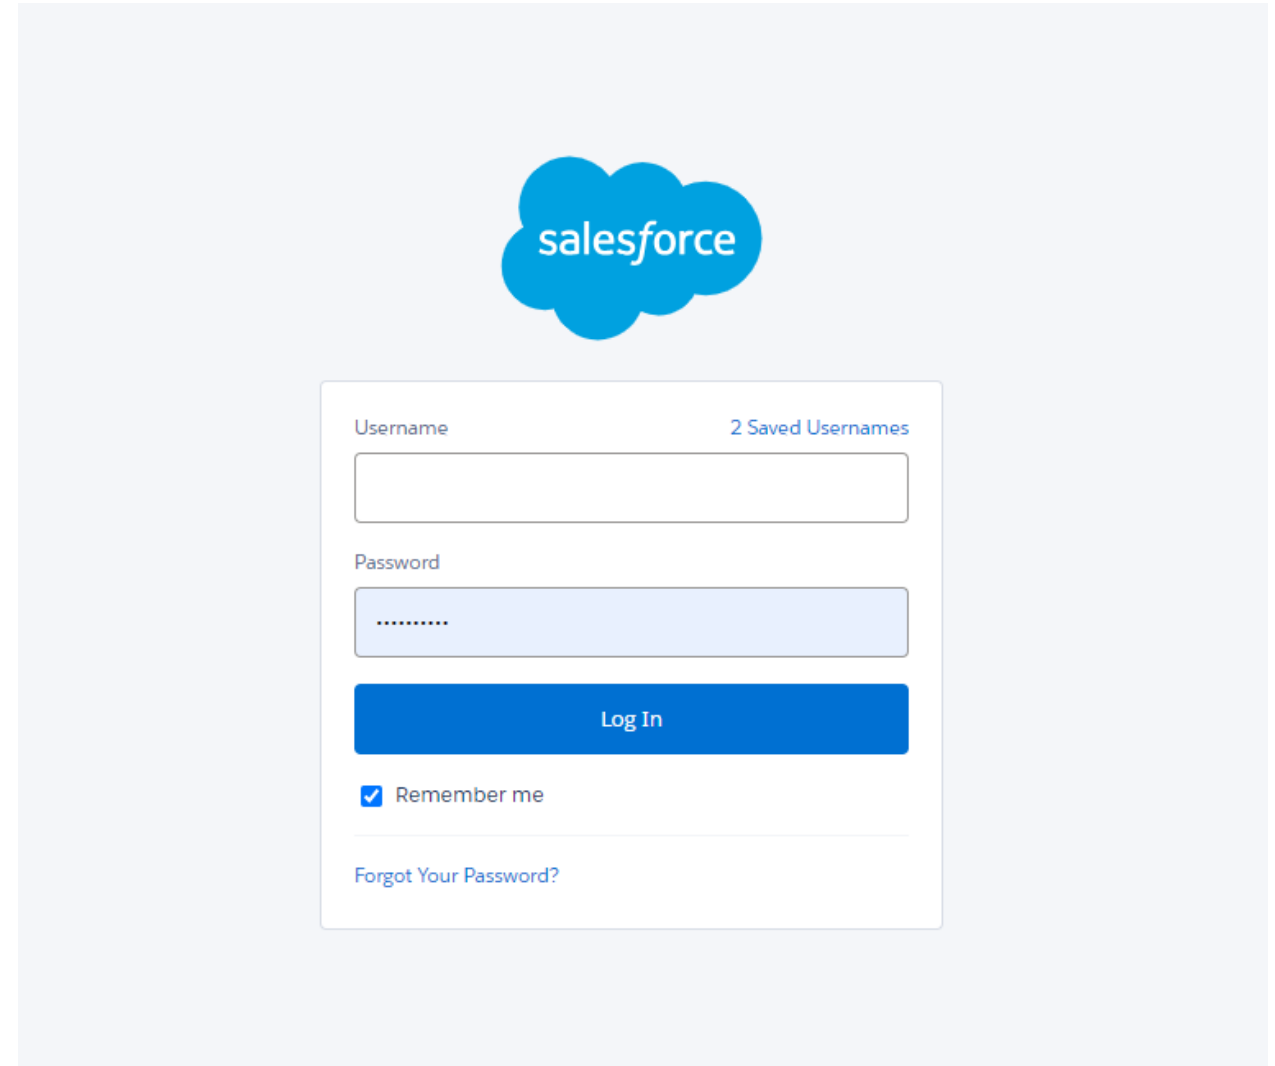 salesforce
Username 2 Saved Usernames
Password
••••••••••
Log In
Remember me
Forgot Your Password?